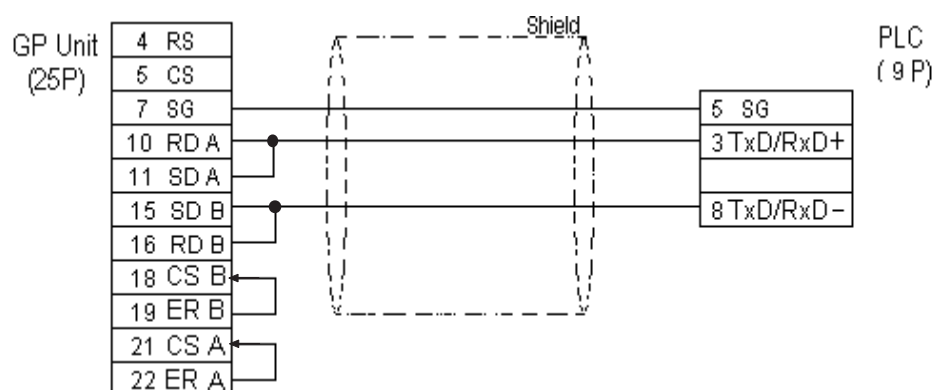 Shield
GP Unit
(25P)
4 RS
5 CS
7 SG
10 RD A
11 SD A
15 SD B
16 RD B
18 CS B
19 ER B
21 CS A
22 ER A
PLC
( 9 P)
5 SG
3 TxD/RxD+
8 TxD/RxD−